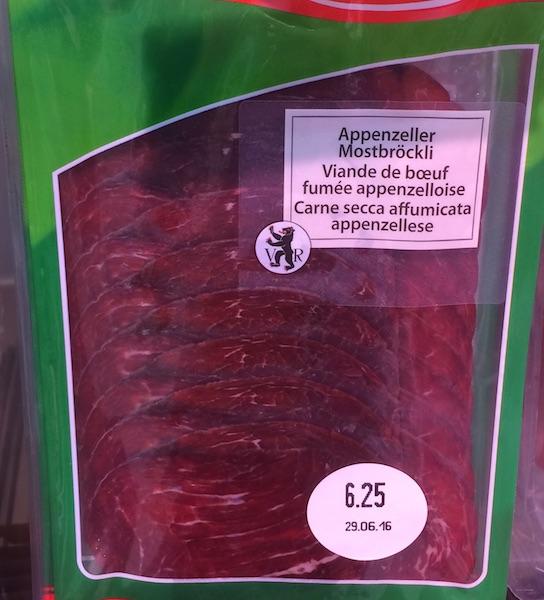 Appenzeller
Mostbröckli
Viande de bœuf
fumée appenzelloise
Carne secca affumicata
appenzellese
V R
6.25
29.06.16